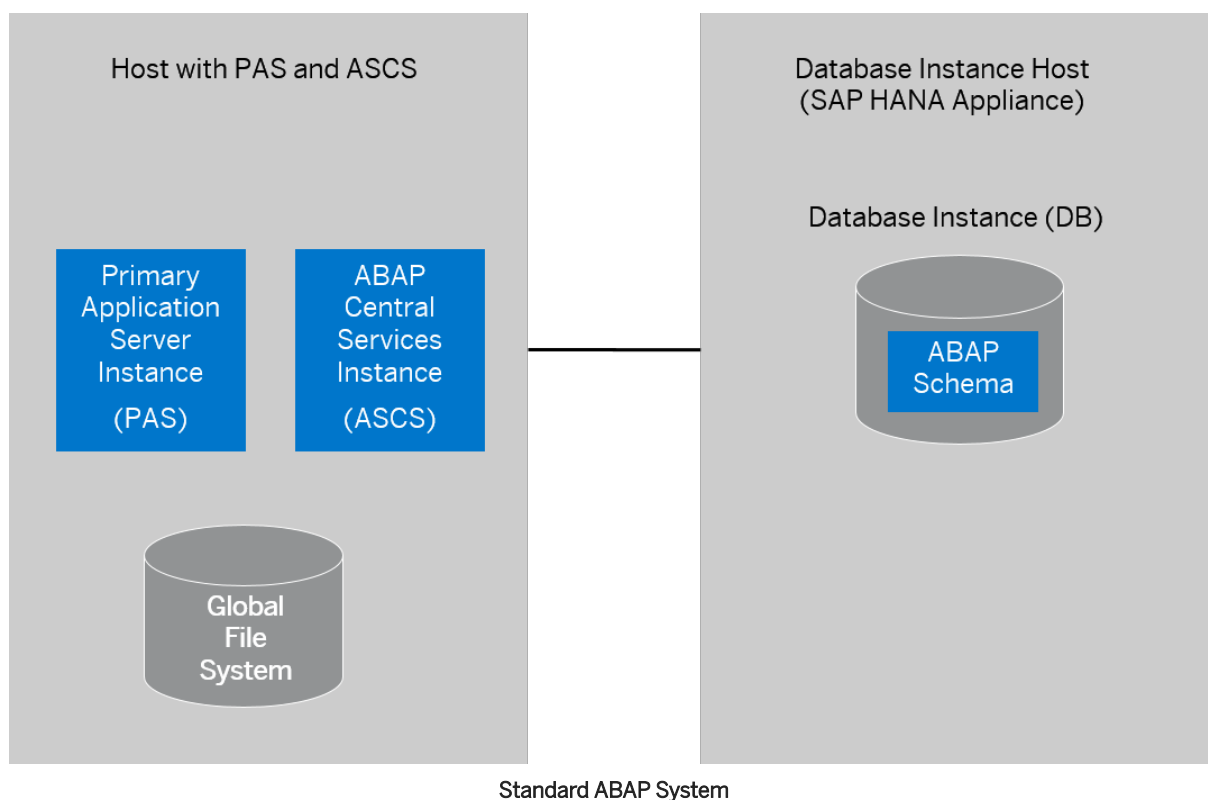 Host with PAS and ASCS
Primary
Application
Server
Instance
(PAS)
ABAP
Central
Services
Instance
(ASCS)
Global
File
System
Database Instance Host
(SAP HANA Appliance)
Database Instance (DB)
ABAP
Schema
Standard ABAP System